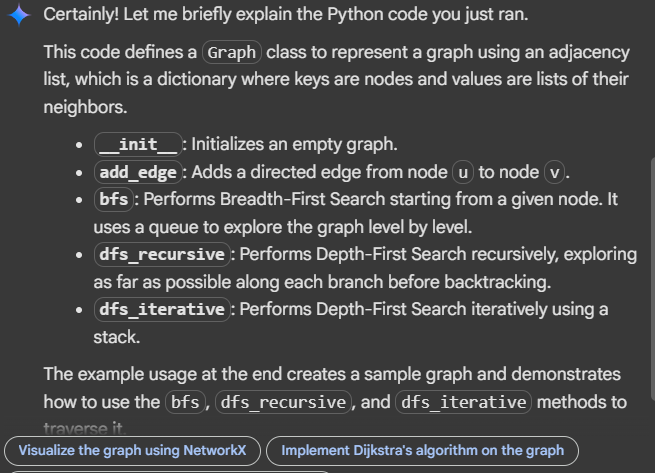 Certainly! Let me briefly explain the Python code you just ran.
This code defines a Graph class to represent a graph using an adjacency
list, which is a dictionary where keys are nodes and values are lists of their
neighbors.
• __init__: Initializes an empty graph.
• add_edge: Adds a directed edge from node u to node v.
• bfs: Performs Breadth-First Search starting from a given node. It
uses a queue to explore the graph level by level.
• dfs_recursive: Performs Depth-First Search recursively, exploring
as far as possible along each branch before backtracking.
• dfs_iterative: Performs Depth-First Search iteratively using a
stack.
The example usage at the end creates a sample graph and demonstrates
how to use the bfs, dfs_recursive, and dfs_iterative methods to
traverse it.
Visualize the graph using NetworkX Implement Dijkstra's algorithm on the graph